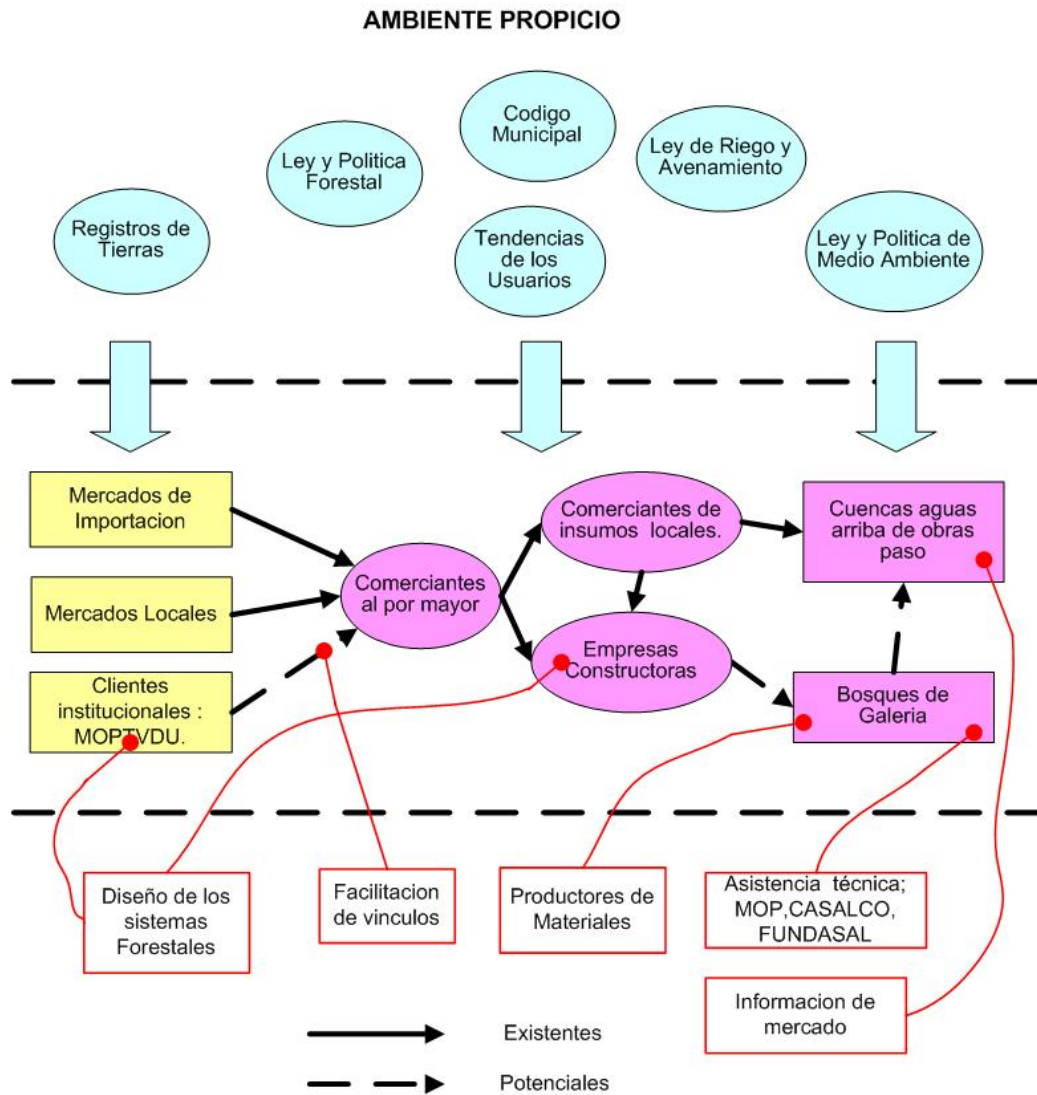 AMBIENTE PROPICIO
Codigo
Municipal
Ley y Politica
Forestal
Ley de Riego y
Avenamiento
Registros de
Tierras
Tendencias
de los
Usuarios
Ley y Politica de
Medio Ambiente
Mercados de
Importacion
Comerciantes de
insumos locales.
Cuencas aguas
arriba de obras
paso
Mercados Locales
Comerciantes
al por mayor
Empresas
Constructoras
Clientes
institucionales :
MOPTVDU.
Bosques de
Galeria
Diseño de los
sistemas
Forestales
Facilitacion
de vinculos
Productores de
Materiales
Asistencia técnica;
MOP,CASALCO,
FUNDASAL
Informacion de
mercado
Existentes
Potenciales